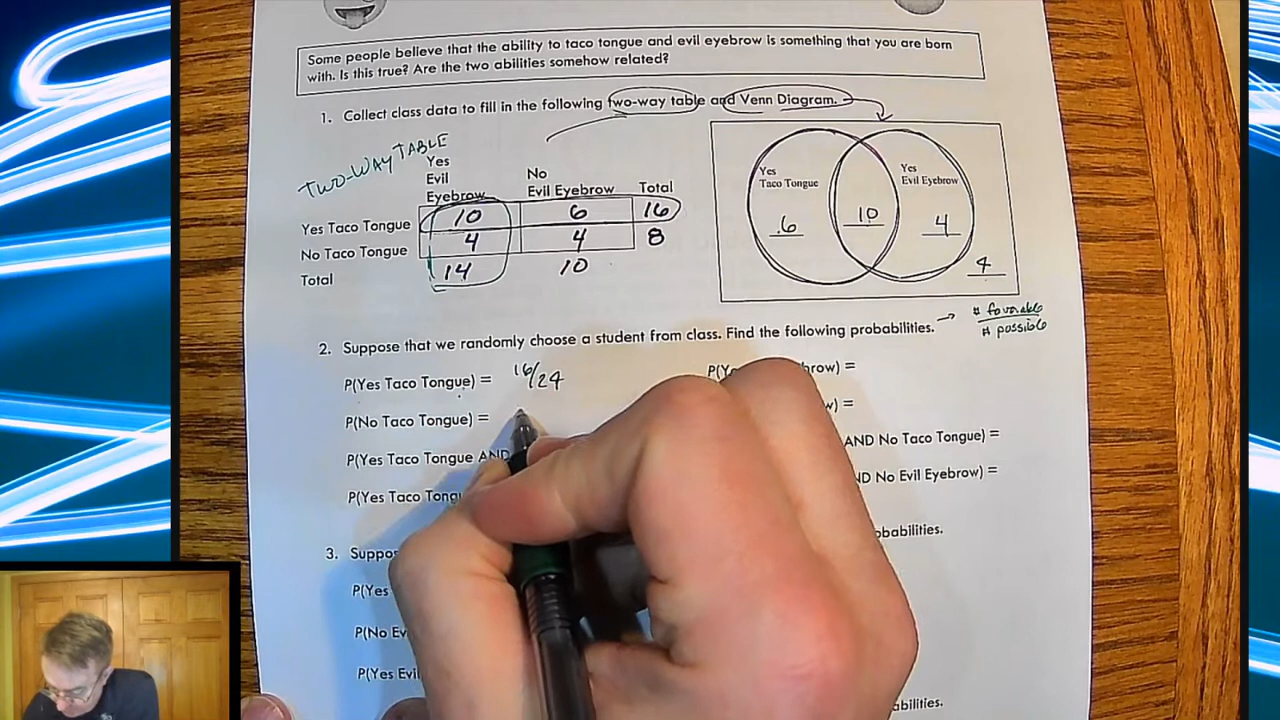 Some people believe that the ability to taco tongue and evil eyebrow is something that you are born
with. Is this true? Are the two abilities somehow related?
1. Collect class data to fill in the following two-way table and Venn Diagram.
TWO-WAY TABLE
Yes
Evil
Eyebrow
No
Evil Eyebrow
Total
Yes Taco Tongue 10 6 16
No Taco Tongue 4 4 8
Total 14 10
Yes
Taco Tongue
Yes
Evil Eyebrow
6 10 4
4
2. Suppose that we randomly choose a student from class. Find the following probabilities.
# favorable
# possible
P(Yes Taco Tongue) = 16/24
P(No Taco Tongue) =
P(Yes Taco Tongue AND
P(Yes Taco
=
=
AND No Taco Tongue) =
No Evil Eyebrow) =
3.
P(Yes
P(No
P(Yes